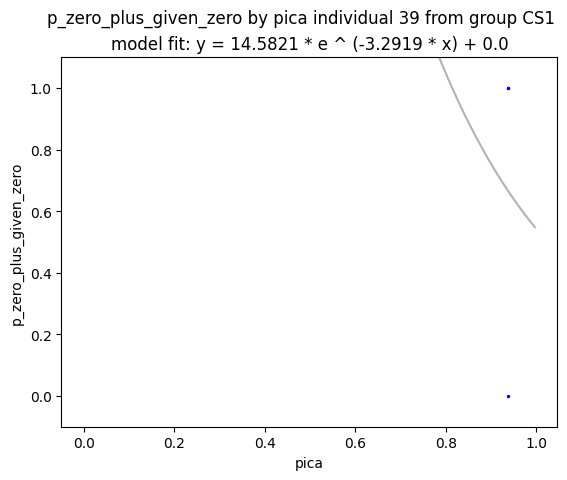 p_zero_plus_given_zero by pica individual 39 from group CS1
model fit: y = 14.5821 * e ^ (-3.2919 * x) + 0.0
1.0
0.8
0.6
0.4
0.2
0.0
p_zero_plus_given_zero
0.0 0.2 0.4 0.6 0.8 1.0
pica